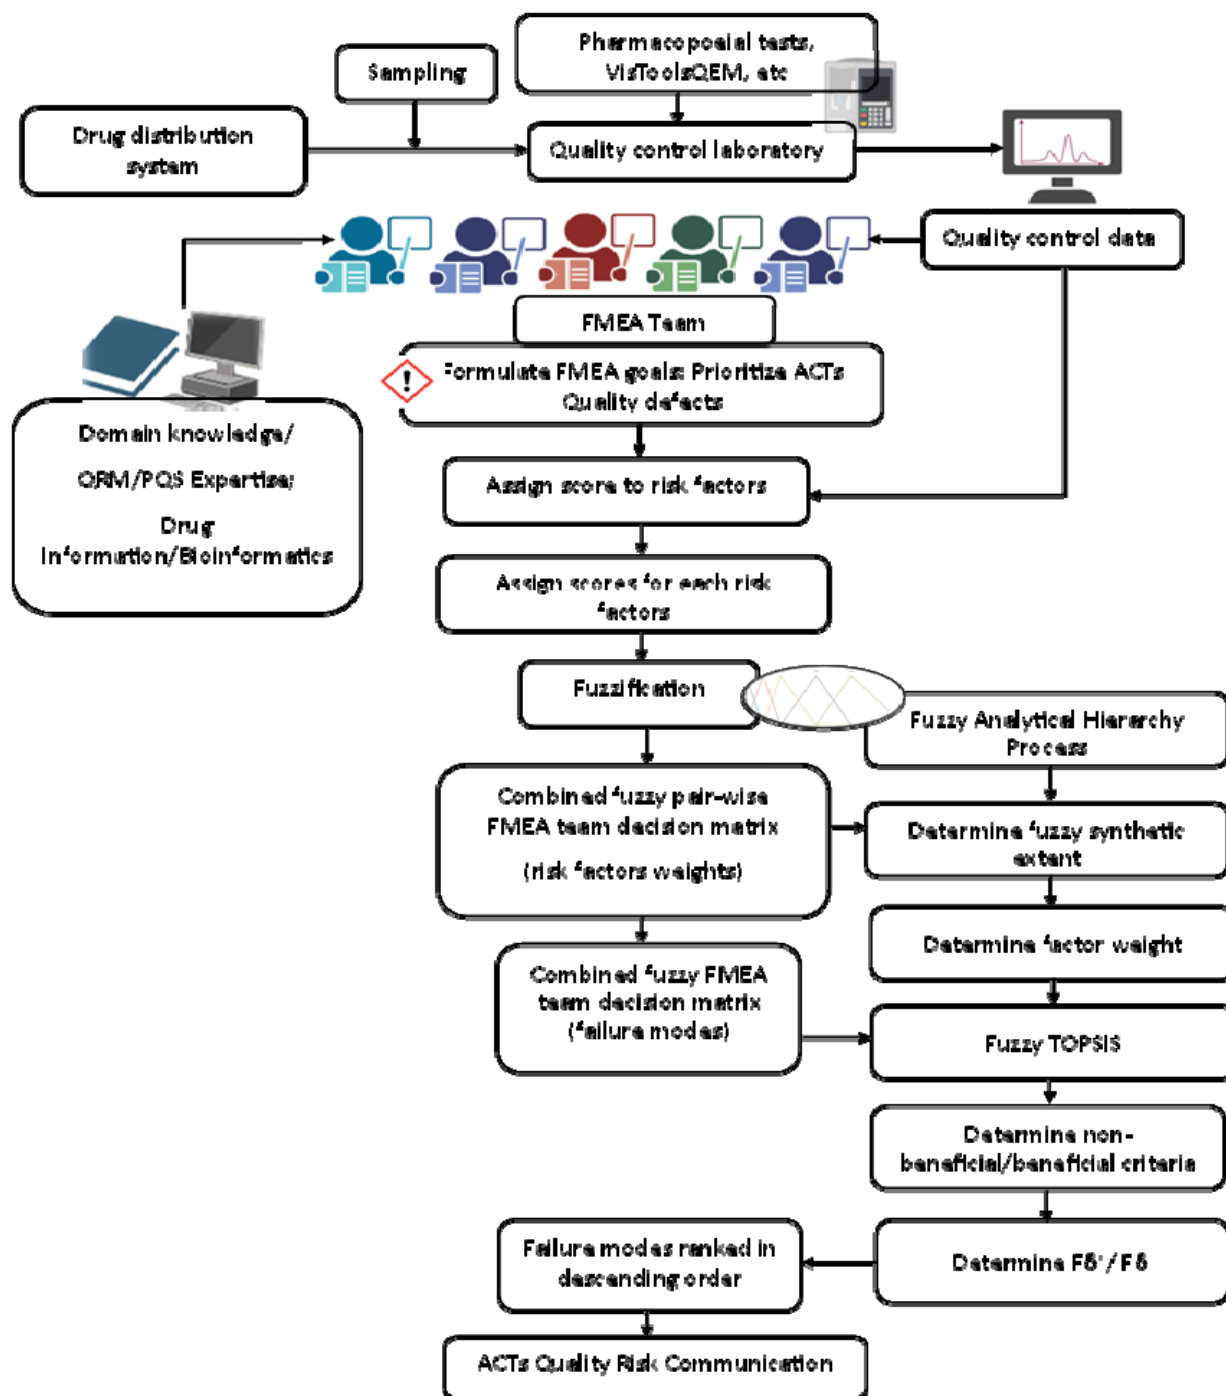 Pharmacopoeial tests,
VisToolsQEM, etc
Sampling
Drug distribution
system
Quality control laboratory
Quality control data
FMEA Team
!
Formulate FMEA goals: Prioritize ACTs
Quality defects
Domain knowledge/
QRM/PQS Expertise;
Drug
Information/Bioinformatics
Assign score to risk factors
Assign scores for each risk
factors
Fuzzification
Fuzzy Analytical Hierarchy
Process
Combined fuzzy pair-wise
FMEA team decision matrix
(risk factors weights)
Determine fuzzy synthetic
extent
Determine factor weight
Combined fuzzy FMEA
team decision matrix
(failure modes)
Fuzzy TOPSIS
Determine non-
beneficial/beneficial criteria
Failure modes ranked in
descending order
Determine
ACTs Quality Risk Communication